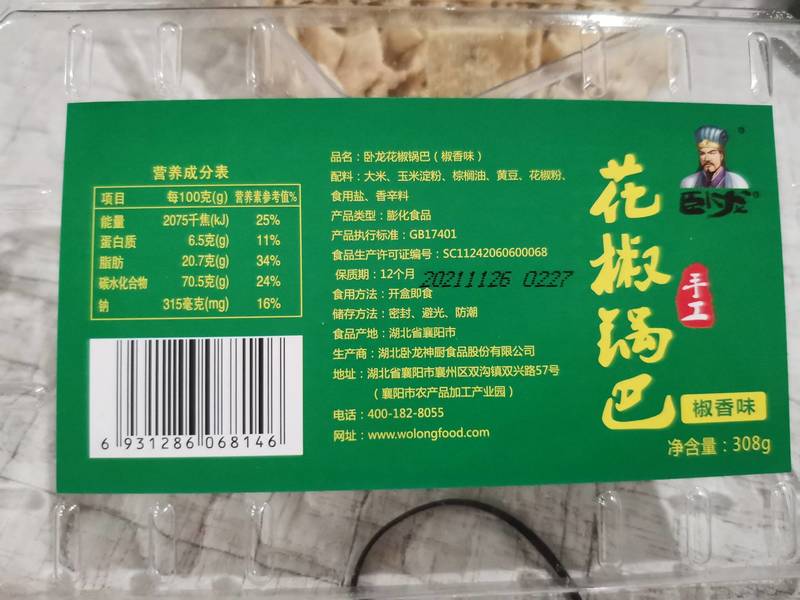 营养成分表
项目 每100克(g) 营养素参考值%
能量 2075千焦(kJ) 25%
蛋白质 6.5克(g) 11%
脂肪 20.7克(g) 34%
碳水化合物 70.5克(g) 24%
钠 315毫克(mg) 16%
6 931286 068146
品名：卧龙花椒锅巴（椒香味）
配料：大米、玉米淀粉、棕榈油、黄豆、花椒粉、
食用盐、香辛料
产品类型：膨化食品
产品执行标准：GB17401
食品生产许可证编号：SC11242060600068
保质期：12个月
20211126 0227
食用方法：开盒即食
储存方法：密封、避光、防潮
食品产地：湖北省襄阳市
生产商：湖北卧龙神厨食品股份有限公司
地址：湖北省襄阳市襄州区双沟镇双兴路57号
（襄阳市农产品加工产业园）
电话：400-182-8055
网址：www.wolongfood.com
卧龙®
花椒锅巴
手工
椒香味
净含量：308g